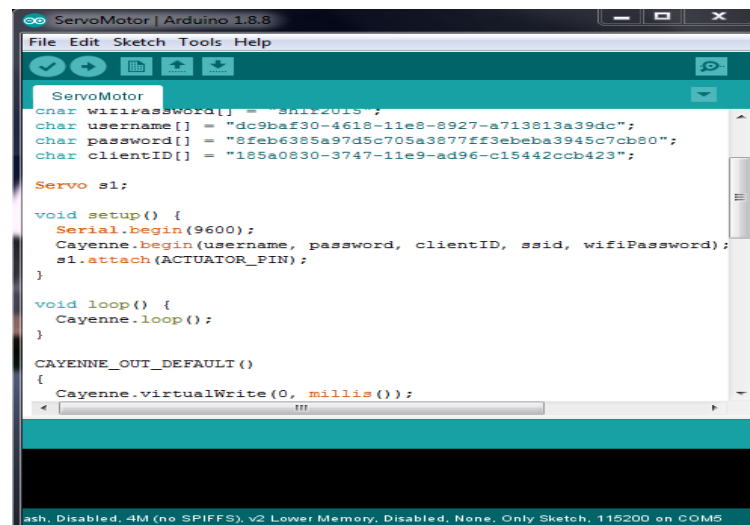 ServoMotor | Arduino 1.8.8
File Edit Sketch Tools Help
ServoMotor
char wifiPassword[] = "shlf2015";
char username[] = "dc9baf30-4618-11e8-8927-a713813a39dc";
char password[] = "8feb6385a97d5c705a3877ff3ebeba3945c7cb80";
char clientID[] = "185a0830-3747-11e9-ad96-c15442ccb423";
Servo s1;
void setup() {
Serial.begin(9600);
Cayenne.begin(username, password, clientID, ssid, wifiPassword);
s1.attach(ACTUATOR_PIN);
}
void loop() {
Cayenne.loop();
}
CAYENNE_OUT_DEFAULT()
{
Cayenne.virtualWrite(0, millis());
ash, Disabled, 4M (no SPIFFS), v2 Lower Memory, Disabled, None, Only Sketch, 115200 on COM5